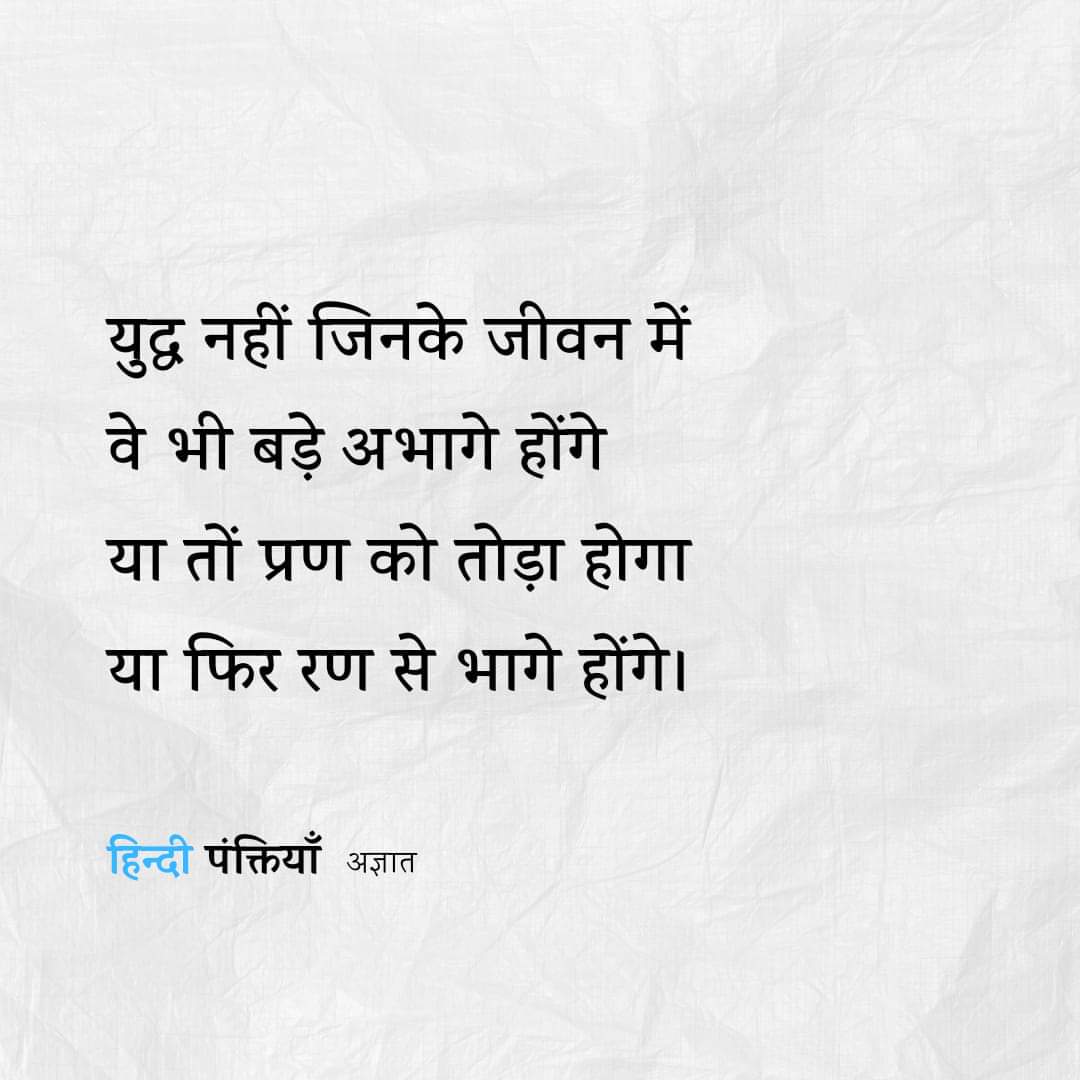 युद्ध नहीं जिनके जीवन में
वे भी बड़े अभागे होंगे
या तों प्रण को तोड़ा होगा
या फिर रण से भागे होंगे।
हिन्दी पंक्तियाँ अज्ञात